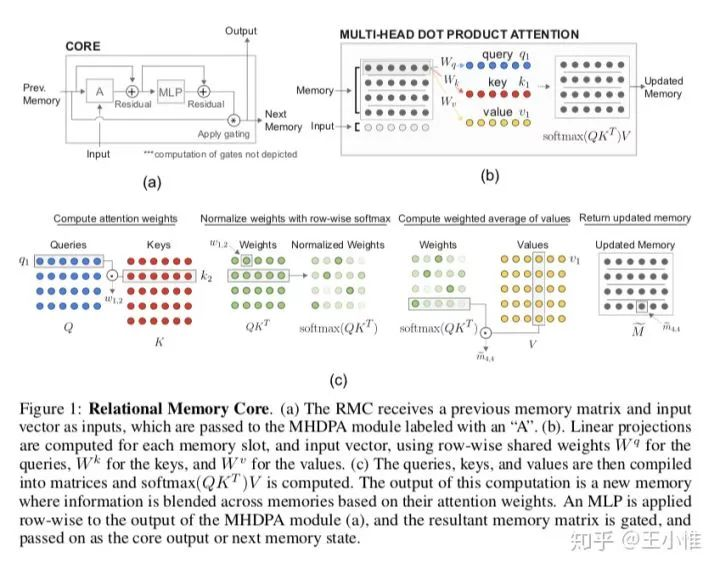 CORE
Output
Prev.
Memory
A
Residual
MLP
Residual
Next
Memory
Apply gating
Input
***computation of gates not depicted
(a)
MULTI-HEAD DOT PRODUCT ATTENTION
query q₁
W_q
key k₁
W_k
value v₁
W_v
Memory
Input
Updated
Memory
softmax(QKᵀ)V
(b)
Compute attention weights
Queries
Keys
q₁
k₂
w₁,₂
Q
K
Normalize weights with row-wise softmax
w₁,₂
Weights
Normalized Weights
QKᵀ
softmax(QKᵀ)
Compute weighted average of values
Weights
Values
v₁
softmax(QKᵀ)
V
m̃₄,₄
Return updated memory
Updated Memory
M̃
m̃₄,₄
(c)
Figure 1: Relational Memory Core. (a) The RMC receives a previous memory matrix and input
vector as inputs, which are passed to the MHDPA module labeled with an “A”. (b). Linear projections
are computed for each memory slot, and input vector, using row-wise shared weights W^q for the
queries, W^k for the keys, and W^v for the values. (c) The queries, keys, and values are then compiled
into matrices and softmax(QKᵀ)V is computed. The output of this computation is a new memory
where information is blended across memories based on their attention weights. An MLP is applied
row-wise to the output of the MHDPA module (a), and the resultant memory matrix is gated, and
passed on as the core output or next memory state.
知乎 @王小惟